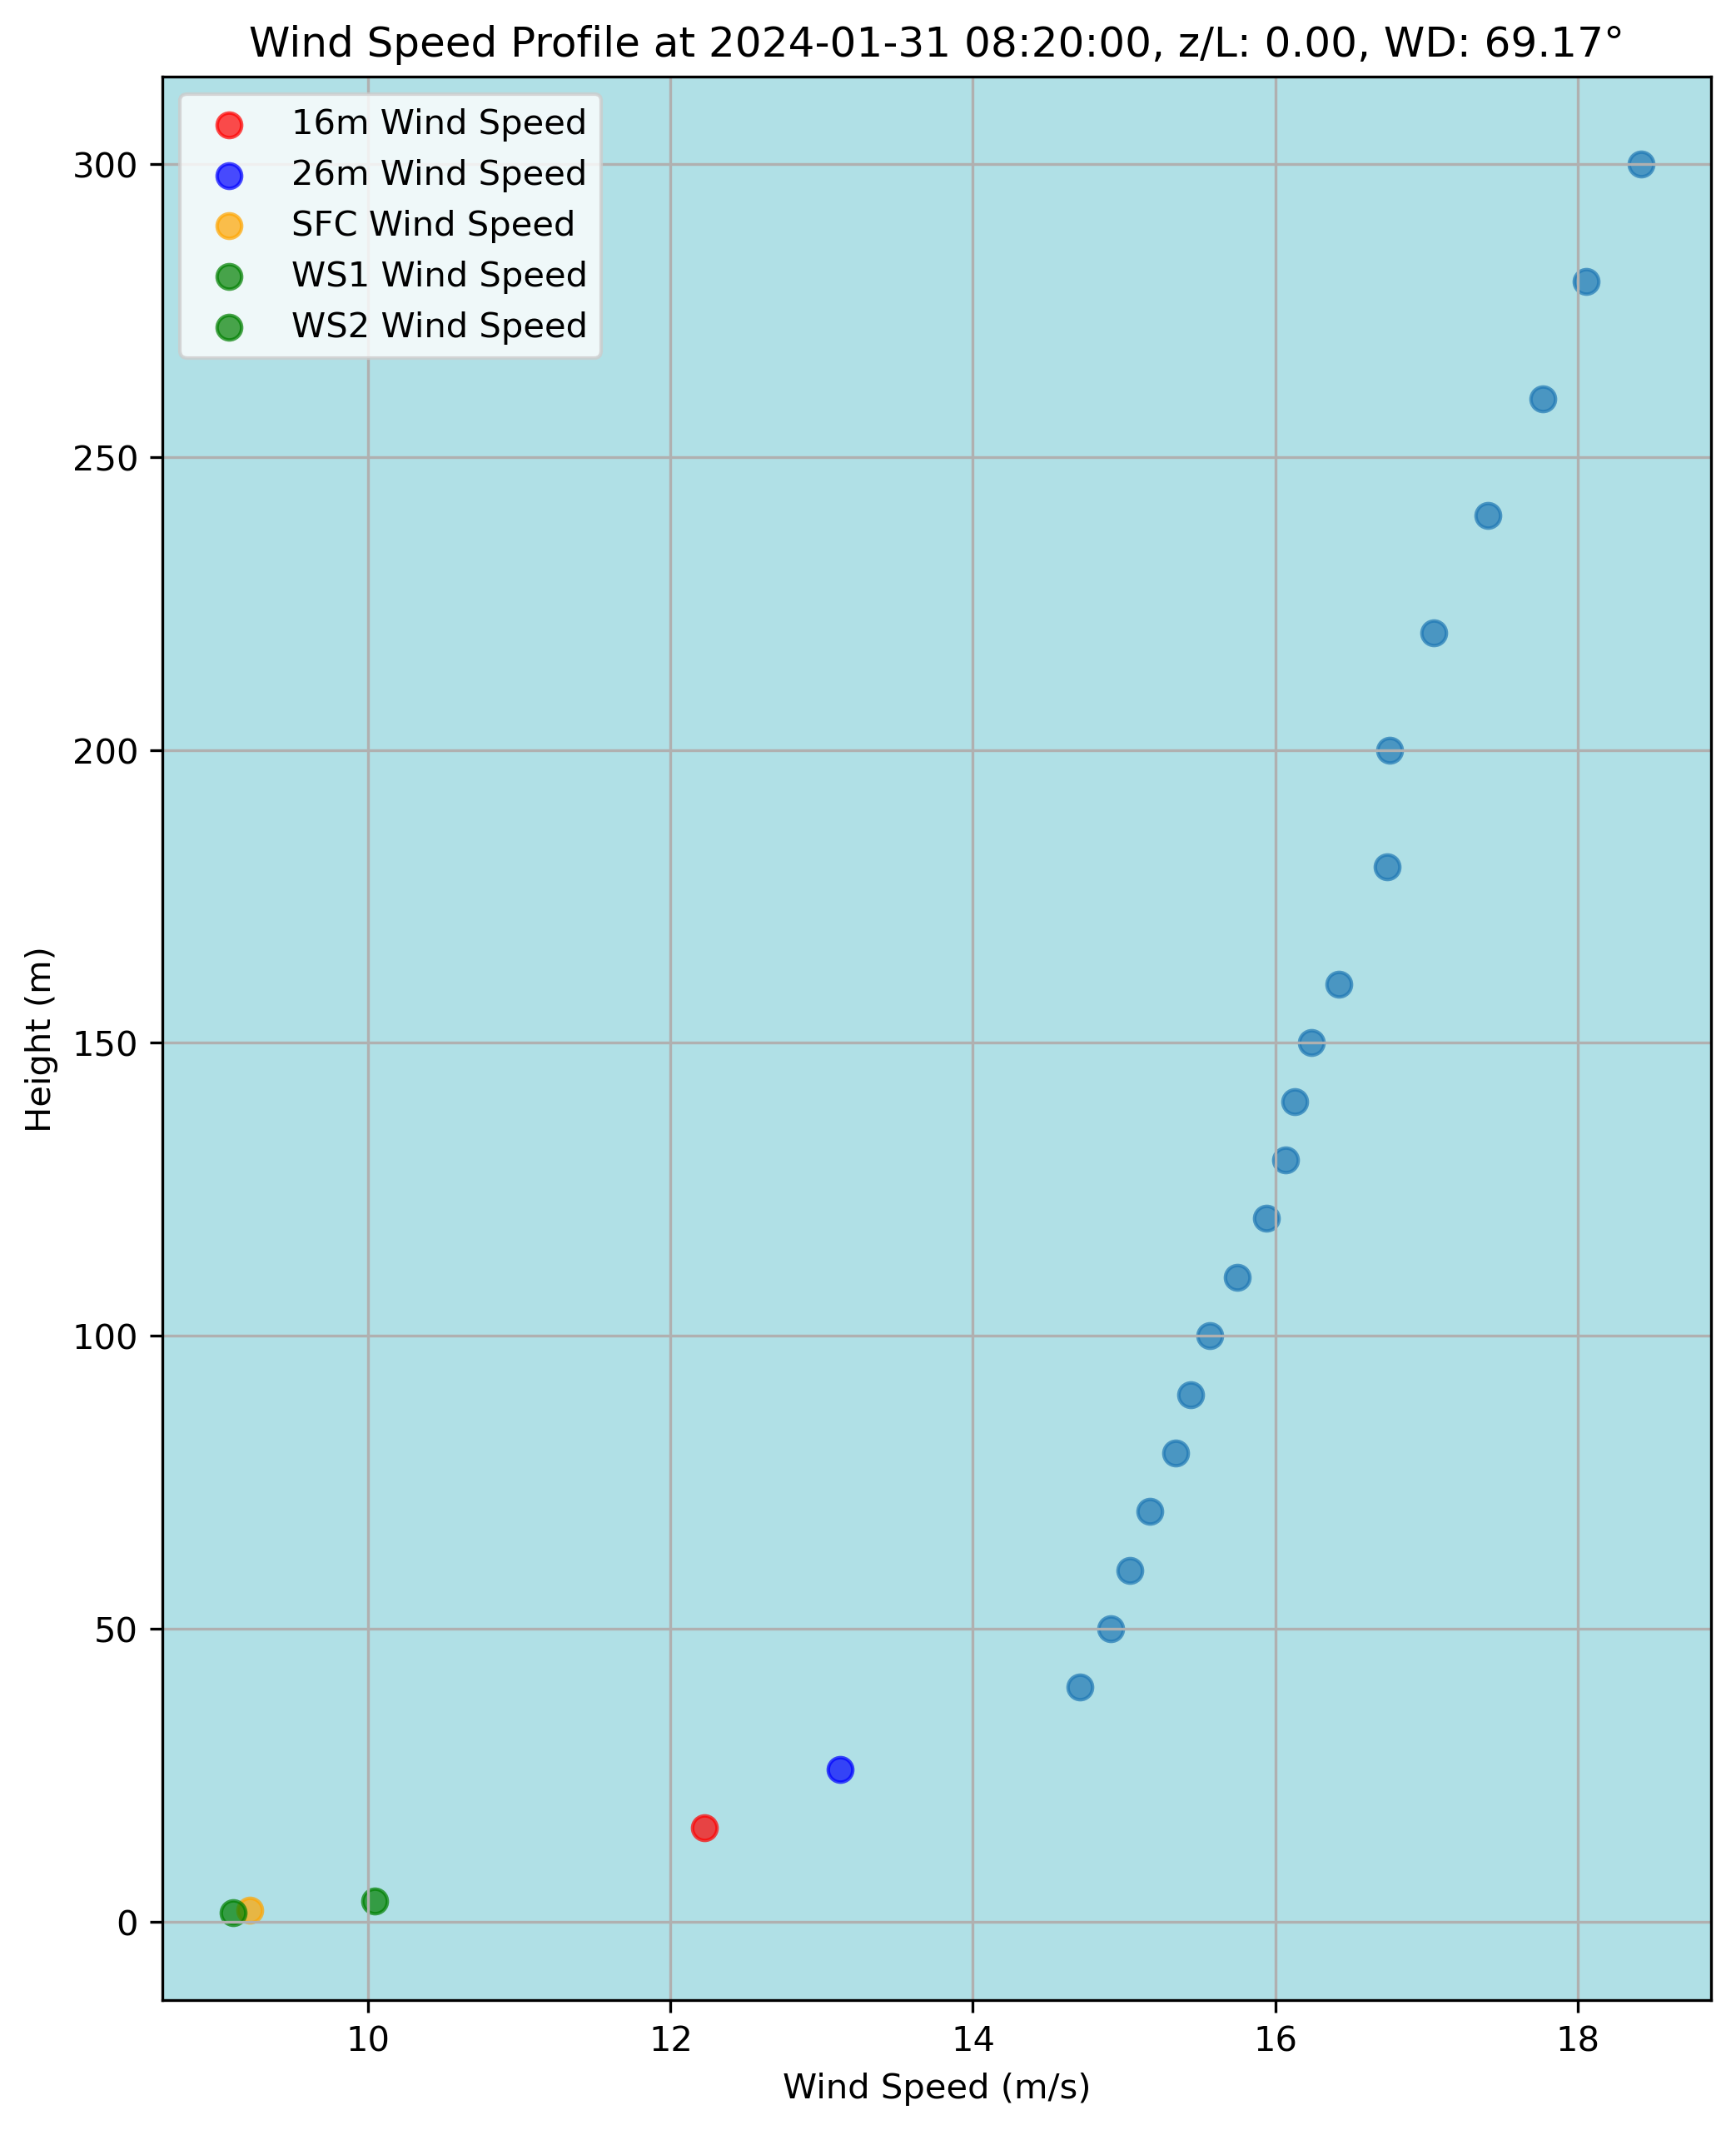 Wind Speed Profile at 2024-01-31 08:20:00, z/L: 0.00, WD: 69.17°
16m Wind Speed
26m Wind Speed
SFC Wind Speed
WS1 Wind Speed
WS2 Wind Speed
300
250
200
150
100
50
0
Height (m)
10 12 14 16 18
Wind Speed (m/s)